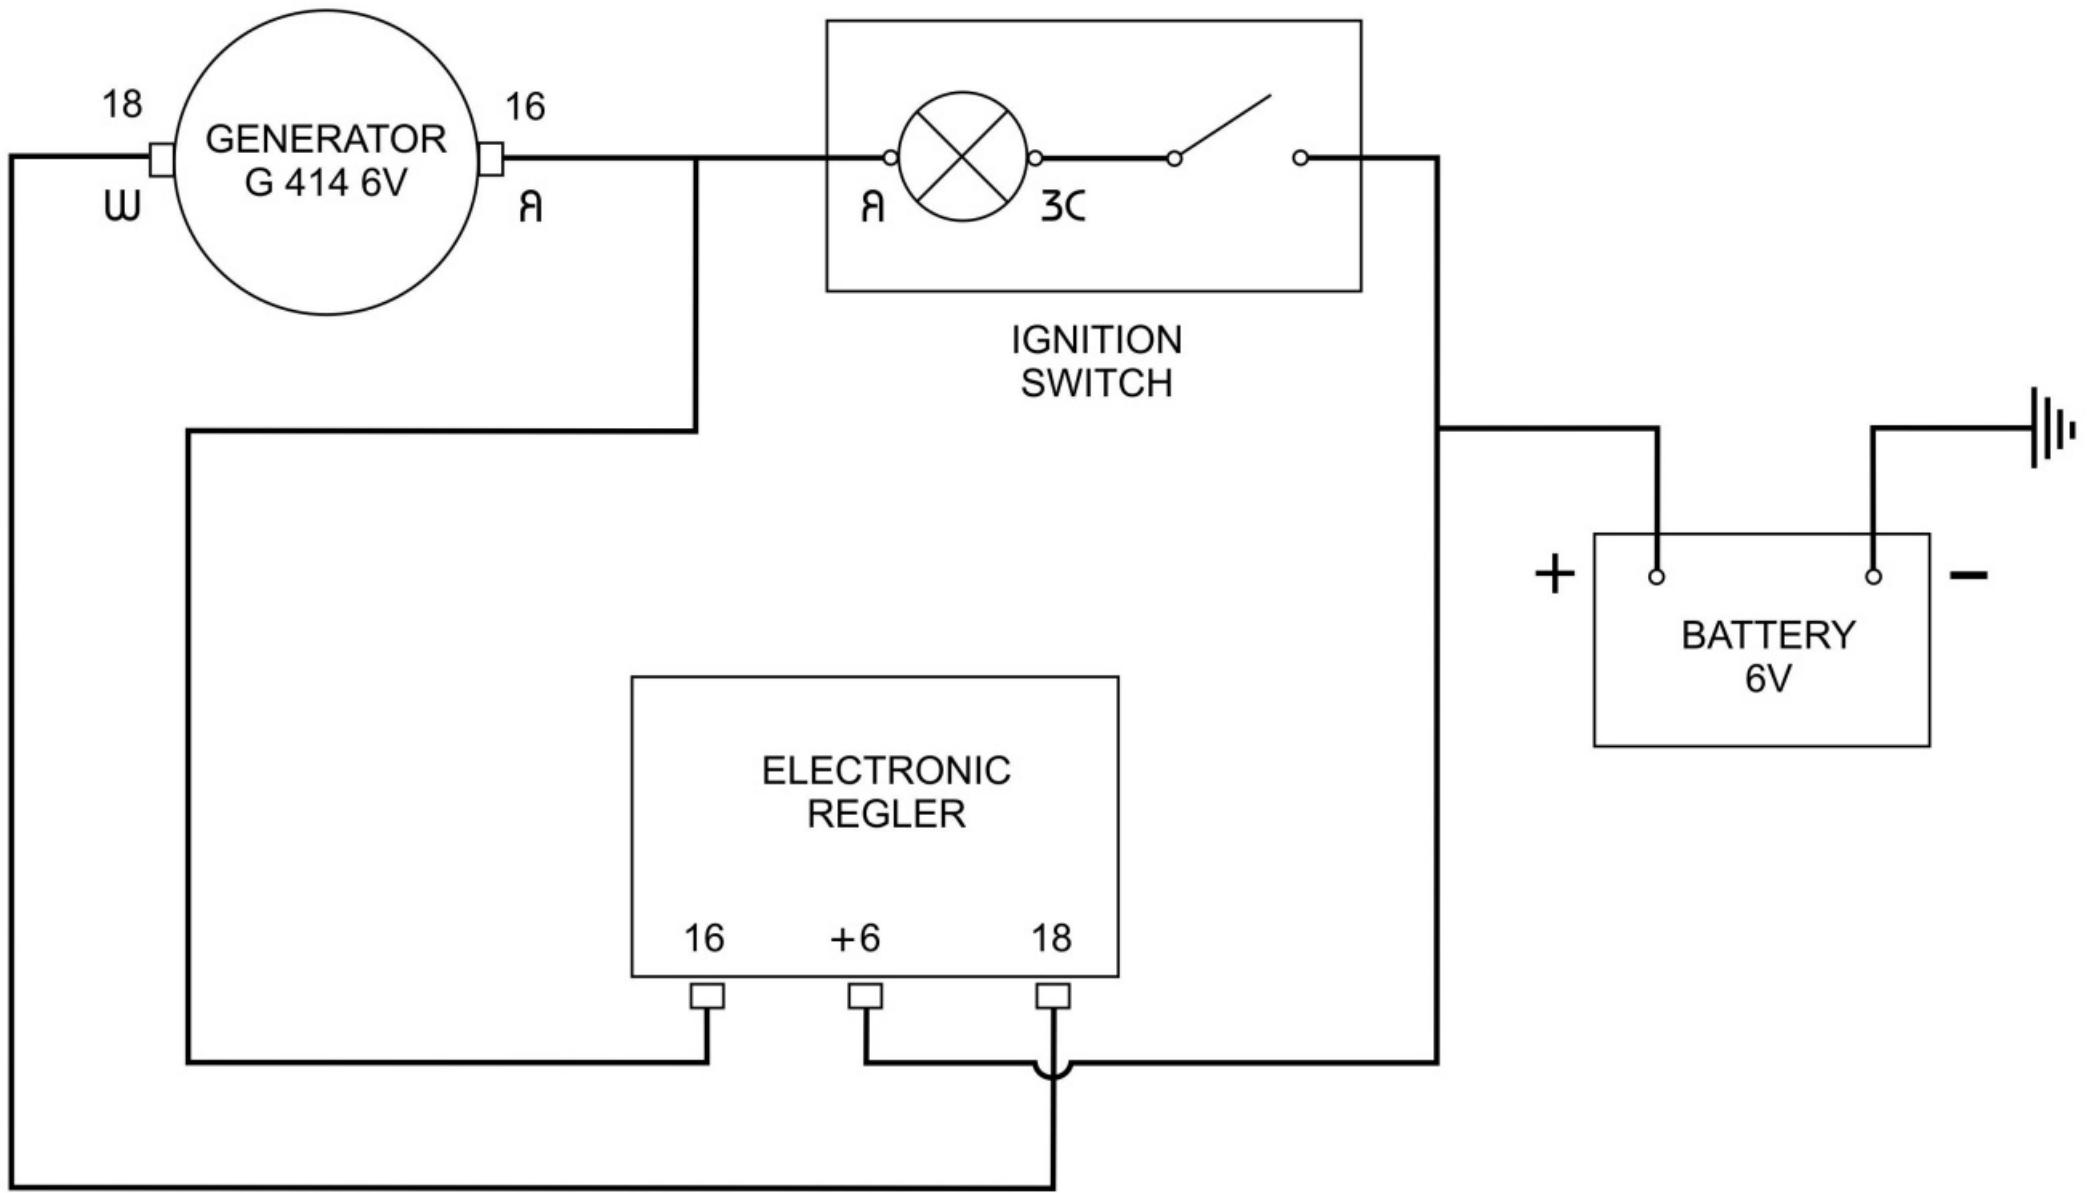 18
GENERATOR
G 414 6V
16
Ш
Я
Я
ЗС
IGNITION
SWITCH
+
−
BATTERY
6V
ELECTRONIC
REGLER
16 +6 18